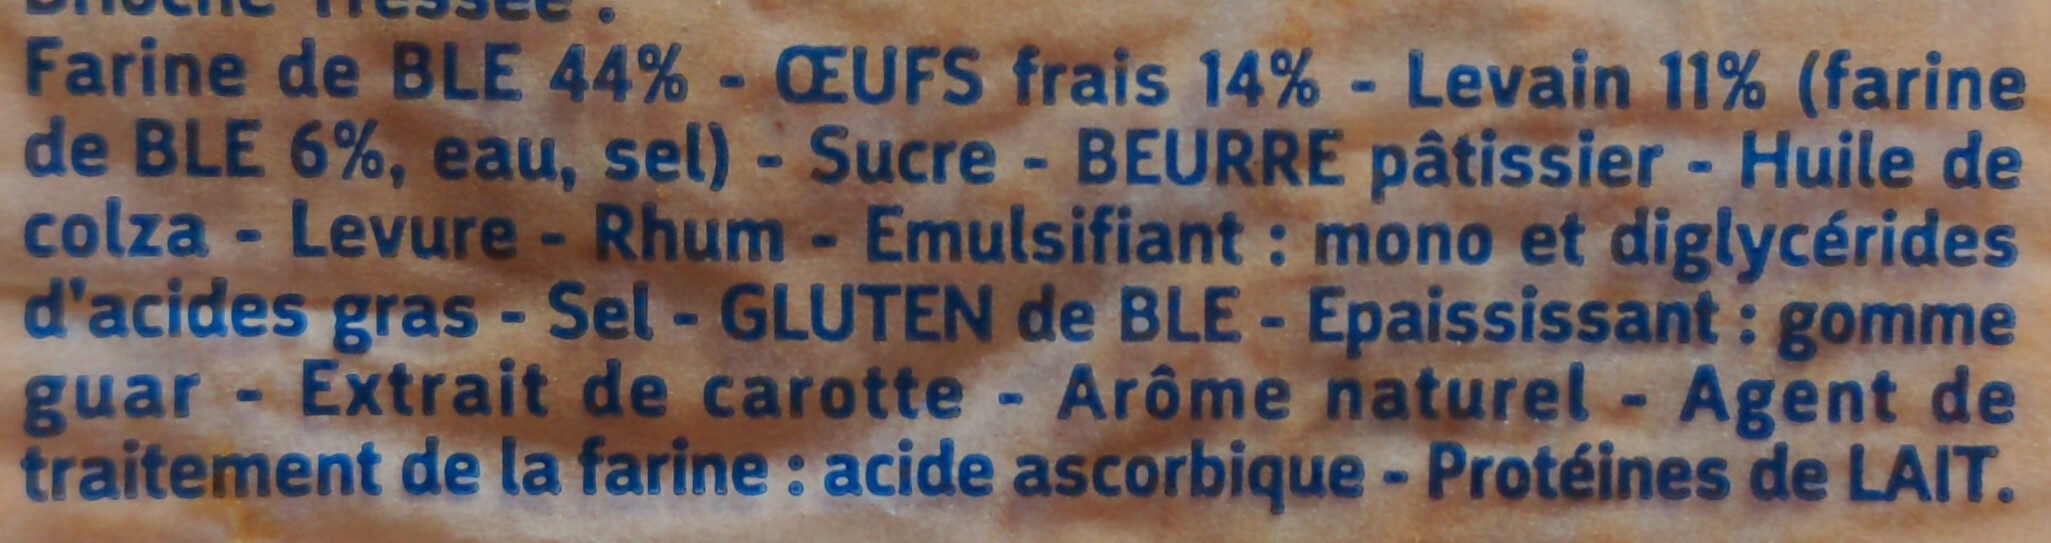 Brioche Tressée :
Farine de BLE 44% - ŒUFS frais 14% - Levain 11% (farine
de BLE 6%, eau, sel) - Sucre - BEURRE pâtissier - Huile de
colza - Levure - Rhum - Emulsifiant : mono et diglycérides
d'acides gras - Sel - GLUTEN de BLE - Epaississant : gomme
guar - Extrait de carotte - Arôme naturel - Agent de
traitement de la farine : acide ascorbique - Protéines de LAIT.